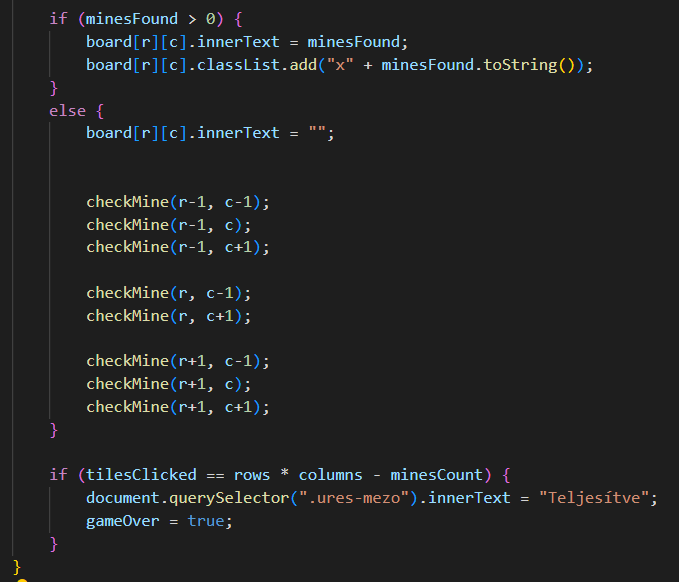 if (minesFound > 0) {
board[r][c].innerText = minesFound;
board[r][c].classList.add("x" + minesFound.toString());
}
else {
board[r][c].innerText = "";
checkMine(r-1, c-1);
checkMine(r-1, c);
checkMine(r-1, c+1);
checkMine(r, c-1);
checkMine(r, c+1);
checkMine(r+1, c-1);
checkMine(r+1, c);
checkMine(r+1, c+1);
}
if (tilesClicked == rows * columns - minesCount) {
document.querySelector(".ures-mezo").innerText = "Teljesítve";
gameOver = true;
}
}